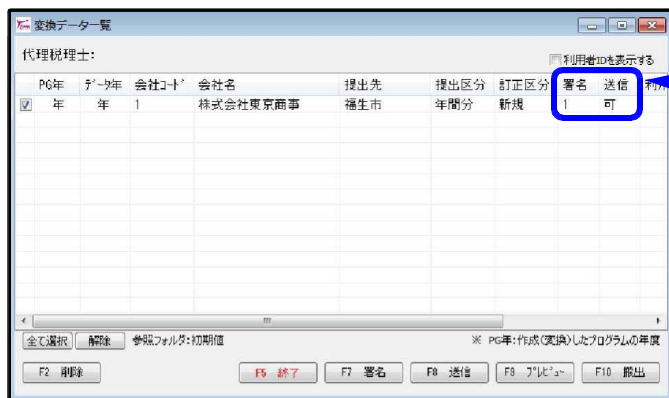 変換データ一覧
代理税理士:
利用者IDを表示する
PG年 データ年 会社コード 会社名 提出先 提出区分 訂正区分 署名 送信
年 年 1 株式会社東京商事 福生市 年間分 新規 1 可
全て選択 解除 参照フォルダ:初期値 ※ PG年:作成(変換)したプログラムの年度
F2 削除 F5 終了 F7 署名 F8 送信 F9 プレビュー F10 搬出